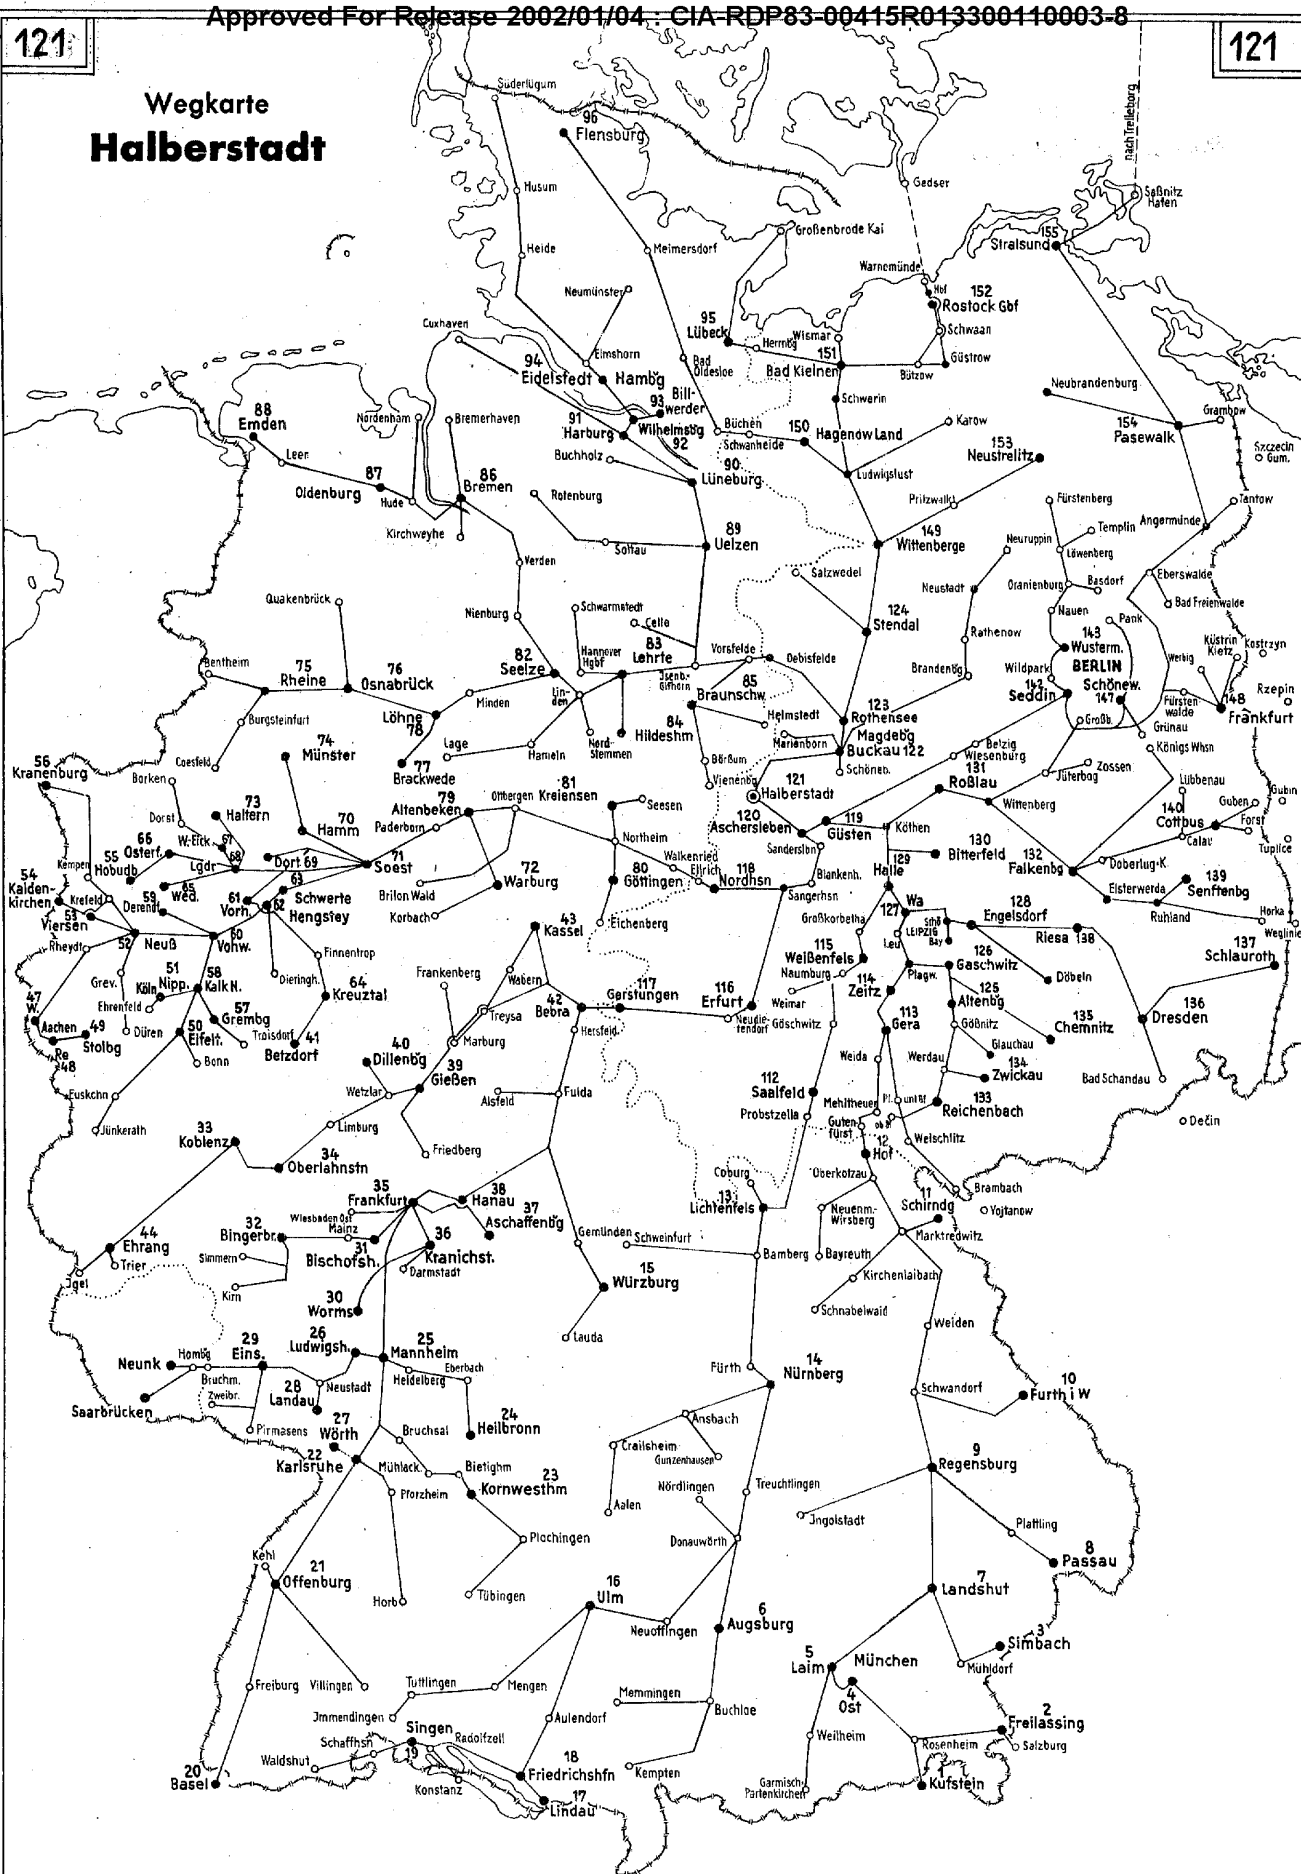 Approved For Release 2002/01/04 : CIA-RDP83-00415R013300110003-8
121
121
Wegkarte
Halberstadt
Süderlügum
96
Flensburg
nach Trelleborg
Gedser
Saßnitz
Hafen
Husum
155
Stralsund
Großenbrode Kai
Heide
Meimersdorf
Warnemünde
Hbf
152
Rostock Gbf
Neumünster
95
Lübeck
Wismar
Schwaan
Cuxhaven
Herrnbg
151
Bad Kleinen
Güstrow
Bützow
94
Eidelstedt
Elmshorn
Hambg
Bad
Oldesloe
Neubrandenburg
93
Bill-
werder
Schwerin
Grambow
88
Emden
Nordenham
Bremerhaven
91
Harburg
Wilhelmsbg
92
Büchen
Schwanheide
150
Hagenow Land
Karow
153
Neustrelitz
154
Pasewalk
Szczecin
Gum.
Leer
Buchholz
90
Lüneburg
Ludwigslust
87
Oldenburg
Hude
86
Bremen
Rotenburg
Pritzwalk
Fürstenberg
Tantow
Kirchweyhe
Soltau
89
Uelzen
149
Wittenberge
Neuruppin
Templin
Löwenberg
Angermünde
Verden
Salzwedel
Neustadt
Oranienburg
Basdorf
Eberswalde
Quakenbrück
Nienburg
Schwarmstedt
Celle
124
Stendal
Nauen
Bad Freienwalde
Pank
Rathenow
143
Wusterm.
Küstrin
Kietz
Kostrzyn
Bentheim
75
Rheine
76
Osnabrück
82
Seelze
Hannover
Hgbf
83
Lehrte
Vorsfelde
Oebisfelde
Jsenb.-
Gifhorn
Brandenbg
Wildpark
BERLIN
Werbig
142
Seddin
Schönew.
147
Fürsten-
walde
148
Frankfurt
Rzepin
Minden
Lin-
den
85
Braunschw.
Löhne
78
84
Hildeshm
Helmstedt
123
Rothensee
Magdebg
Buckau 122
Marienborn
Großb.
Grünau
Burgsteinfurt
74
Münster
Lage
Hameln
Nord-
Stemmen
Belzig
Wiesenburg
Königs Whsn
Coesfeld
77
Brackwede
Börßum
Schöneb.
Jüterbog
Zossen
56
Kranenburg
Borken
Vienenbg
121
Halberstadt
131
Roßlau
Lübbenau
Gubin
Guben
Dorst
73
Haltern
70
Hamm
79
Altenbeken
Ottbergen
81
Kreiensen
Seesen
120
Aschersleben
119
Güsten
Wittenberg
140
Cottbus
Forst
Tuplice
Paderborn
Northeim
Köthen
Calau
66
Osterf.
W.-Eick.
67
68
Dort. 69
71
Soest
Sandersibn
130
Bitterfeld
132
Falkenbg
Doberlug-K.
55
Hobudb.
Lgdr
Kempen
72
Warburg
80
Göttingen
Walkenried
Ellrich
118
Nordhsn
Blankenh.
129
Halle
Elsterwerda
139
Senftenbg
54
Kalden-
kirchen
59
Derendf.
65
Wed.
63
Schwerte
62
Hengstey
61
Vorh.
Brilon Wald
Korbach
Sangerhsn
Ruhland
Horka
Krefeld
53
Viersen
43
Kassel
Eichenberg
Großkorbetha
Wa
127
LEIPZIG
Bay
128
Engelsdorf
Riesa 138
Rheydt
52
Neuß
60
Vohw.
Finnentrop
115
Weißenfels
Leu
137
Schlauroth
51
Nipp.
58
Kalk N.
Dieringh.
Frankenberg
Wabern
Naumburg
Plagw.
126
Gaschwitz
Döbeln
Grev.
Köln
Ehrenfeld
64
Kreuztal
117
Gerstungen
116
Erfurt
Weimar
114
Zeitz
125
Altenbg
136
Dresden
47
W.
Aachen
57
Grembg
Treysa
42
Bebra
Neudie-
tendorf
Göschwitz
113
Gera
135
Chemnitz
Re
48
49
Stolbg
Düren
50
Eifelt.
Troisdorf
41
Betzdorf
Hersfeld
Gößnitz
Bonn
40
Dillenbg
Marburg
Weida
Glauchau
39
Gießen
Werdau
134
Zwickau
Bad Schandau
Euskchn
Wetzlar
Alsfeld
Fulda
112
Saalfeld
Mehltheuer
Pl.
unt Bf
133
Reichenbach
Jünkerath
Limburg
Probstzella
Guten-
fürst
ob Bf
Děčín
33
Koblenz
Friedberg
Weischlitz
34
Oberlahnstn
12
Hof
Coburg
Oberkotzau
Brambach
35
Frankfurt
38
Hanau
13
Lichtenfels
Neuenm.-
Wirsberg
11
Schirndg
Vojtanow
Wiesbaden Ost
Mainz
37
Aschaffenbg
44
Ehrang
32
Bingerbr.
36
Kranichst.
Gemünden
Schweinfurt
Marktredwitz
31
Bischofsh.
Bamberg
Bayreuth
Trier
Simmern
Darmstadt
15
Würzburg
Kirchenlaibach
Jgel
Kirn
30
Worms
Schnabelwaid
Weiden
26
Ludwigsh.
25
Mannheim
Lauda
Neunk
Hombg
29
Eins.
Heidelberg
Eberbach
Fürth
14
Nürnberg
Bruchm.
Zweibr.
28
Landau
Neustadt
Schwandorf
10
Furth i W
Saarbrücken
Pirmasens
27
Wörth
Bruchsal
24
Heilbronn
Ansbach
Crailsheim
22
Karlsruhe
Mühlack.
Bietighm
Gunzenhausen
9
Regensburg
Pforzheim
23
Kornwesthm
Nördlingen
Treuchtlingen
Aalen
Jngolstadt
Plattling
Plochingen
Donauwörth
Kehl
8
Passau
21
Offenburg
Horb
Tübingen
16
Ulm
7
Landshut
Neuoffingen
6
Augsburg
3
Simbach
5
Laim
München
Mühldorf
Freiburg
Villingen
Tuttlingen
Mengen
Memmingen
4
Ost
Buchloe
Jmmendingen
Aulendorf
Weilheim
2
Freilassing
Singen
19
Radolfzell
Schaffhsn
Rosenheim
Salzburg
Waldshut
18
Friedrichshfn
Kempten
20
Basel
Konstanz
Garmisch-
Partenkirchen
1
Kufstein
17
Lindau